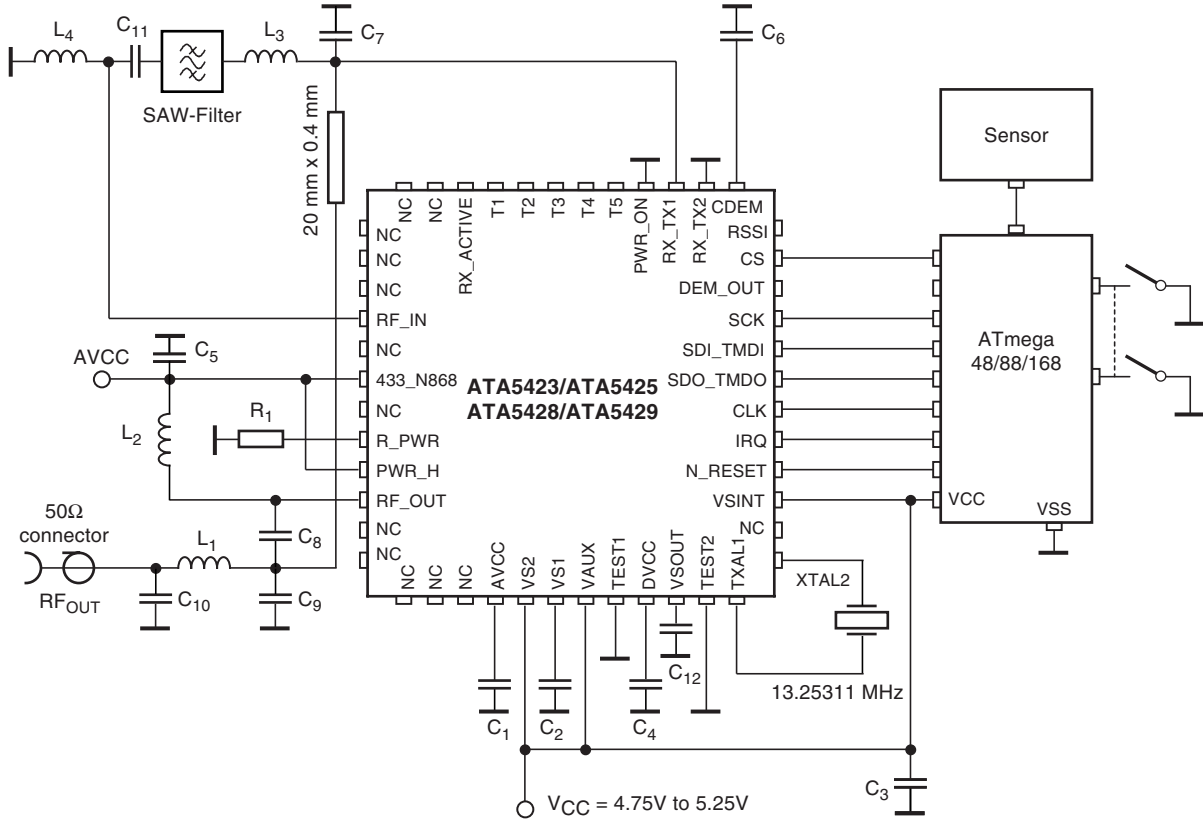 L4
C11
L3
C7
C6
SAW-Filter
20 mm x 0.4 mm
Sensor
NC
NC
RX_ACTIVE
T1
T2
T3
T4
T5
PWR_ON
RX_TX1
RX_TX2
CDEM
NC
NC
NC
RF_IN
NC
433_N868
NC
R_PWR
PWR_H
RF_OUT
NC
NC
RSSI
CS
DEM_OUT
SCK
SDI_TMDI
SDO_TMDO
CLK
IRQ
N_RESET
VSINT
NC
XTAL2
ATA5423/ATA5425
ATA5428/ATA5429
ATmega
48/88/168
VCC
VSS
AVCC
C5
L2
R1
50Ω
connector
RFOUT
L1
C8
C10
C9
NC
NC
NC
AVCC
VS2
VS1
VAUX
TEST1
DVCC
VSOUT
TEST2
TXAL1
C12
13.25311 MHz
C1
C2
C4
C3
VCC = 4.75V to 5.25V